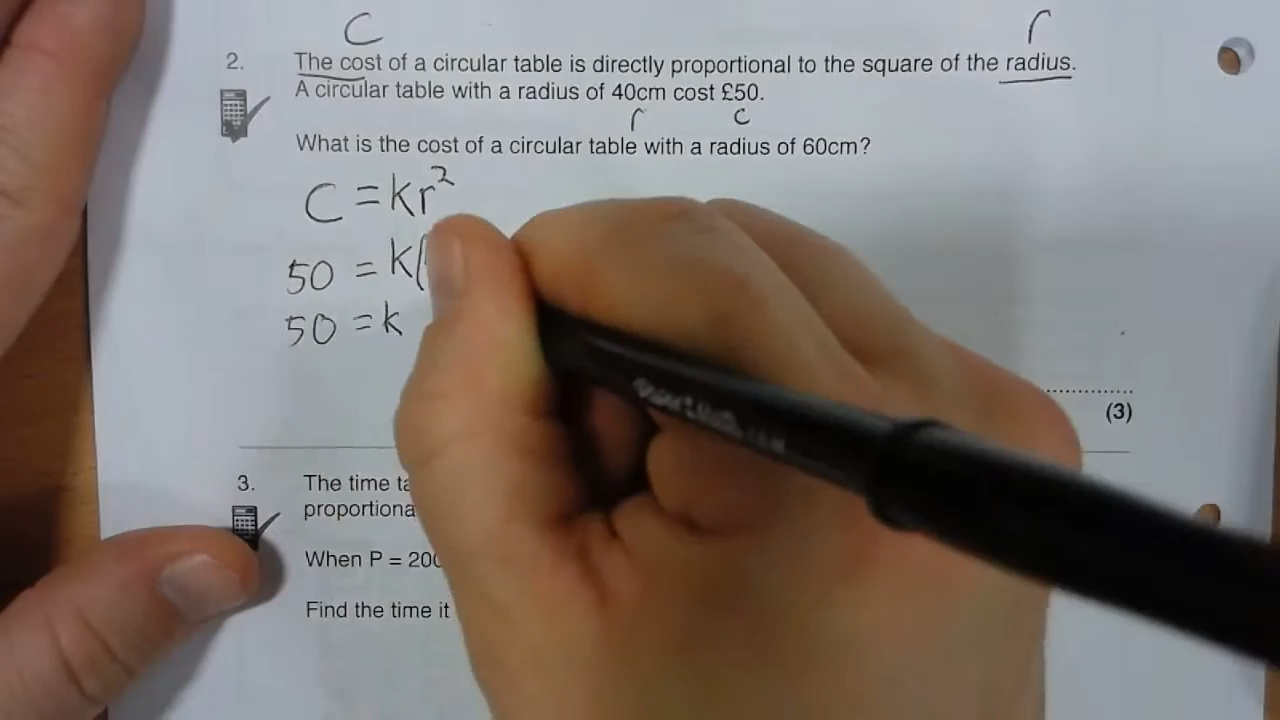 C r
2. The cost of a circular table is directly proportional to the square of the radius.
A circular table with a radius of 40cm cost £50.
r c
What is the cost of a circular table with a radius of 60cm?
C = kr²
50 = k(
50 = k
(3)
3. The time
proportiona
When P = 200
Find the time it